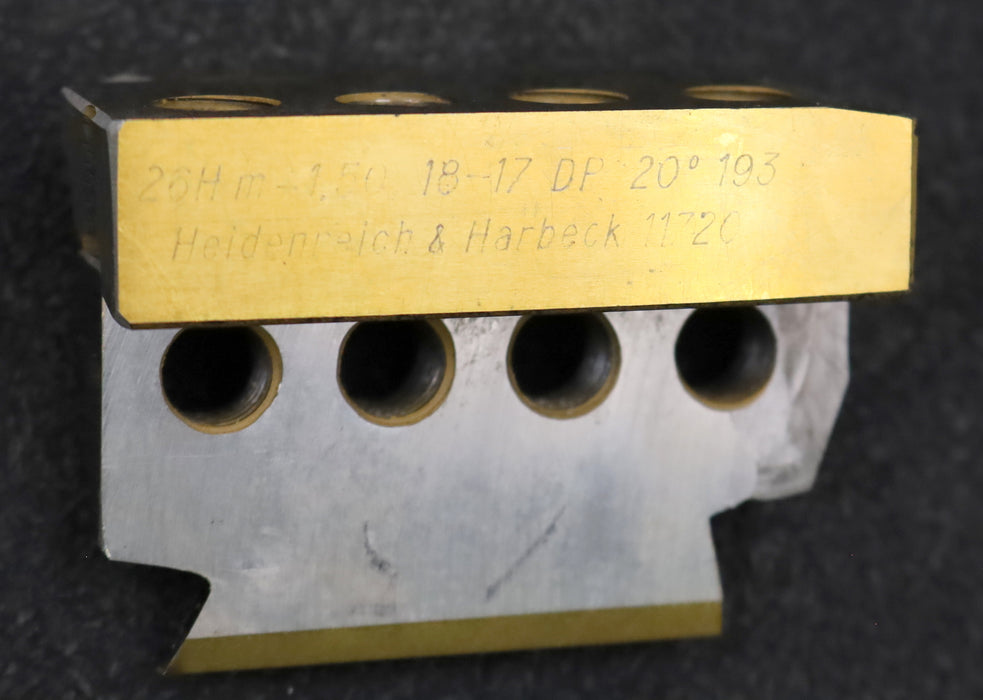 26H m-1,50 18-17 DP 20° 193
Heidenreich & Harbeck 11720